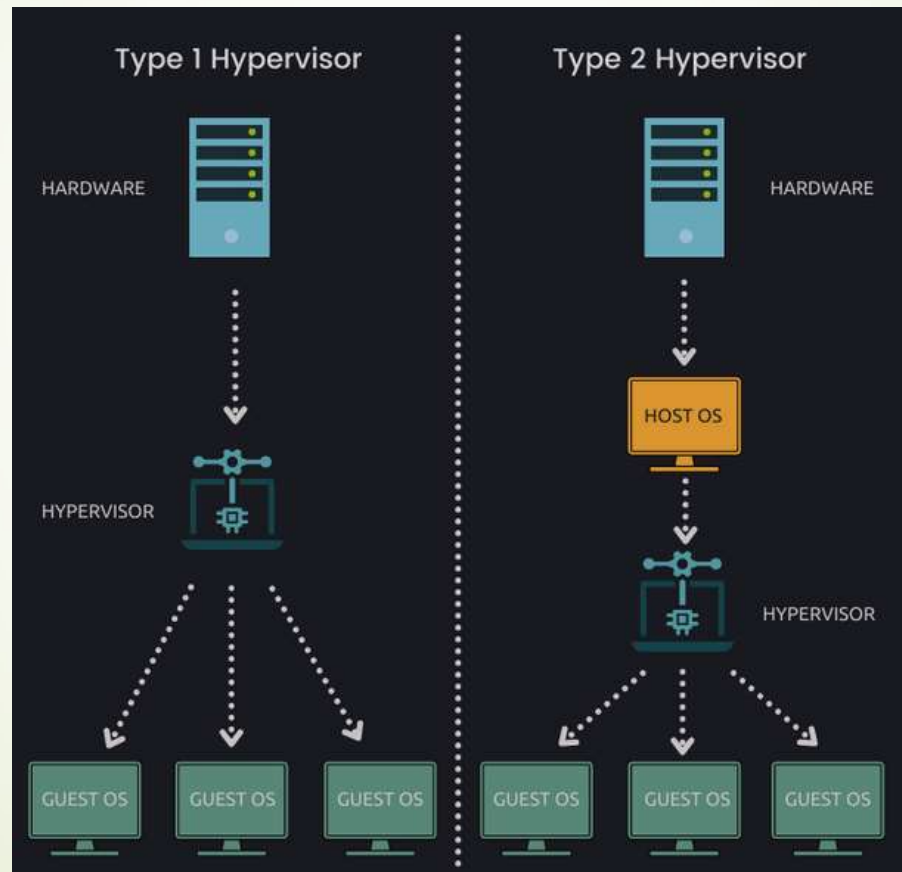 Type 1 Hypervisor
HARDWARE
HYPERVISOR
GUEST OS
GUEST OS
GUEST OS
Type 2 Hypervisor
HARDWARE
HOST OS
HYPERVISOR
GUEST OS
GUEST OS
GUEST OS